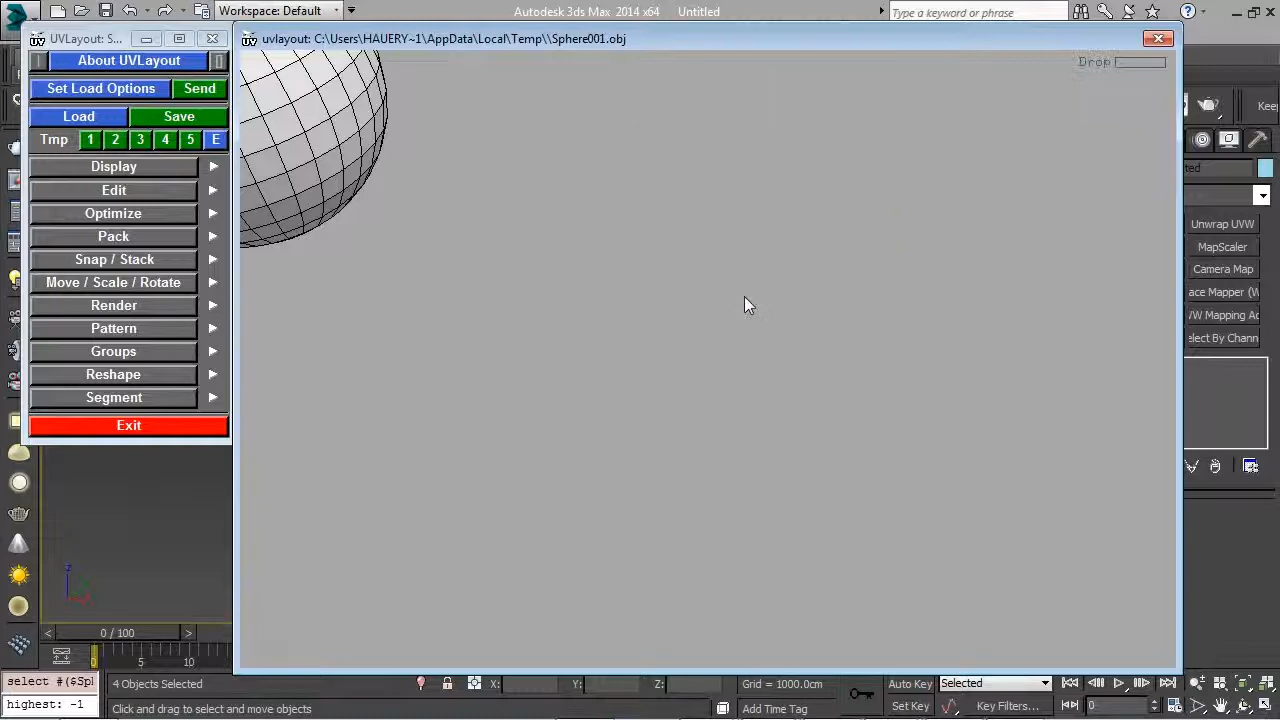 Workspace: Default
Autodesk 3ds Max 2014 x64 Untitled
Type a keyword or phrase
UVLayout: S...
uvlayout: C:\Users\HAUERY~1\AppData\Local\Temp\\Sphere001.obj
About UVLayout
Drop
Set Load Options Send
Load Save
Tmp 1 2 3 4 5 E
Display
Edit
Optimize
Pack
Snap / Stack
Move / Scale / Rotate
Render
Pattern
Groups
Reshape
Segment
Exit
Unwrap UVW
MapScaler
Camera Map
ace Mapper (W
VW Mapping Ad
elect By Chann
z
0 / 100
0 5 10
select #($Spl
highest: -1
4 Objects Selected
X: Y: Z:
Grid = 1000.0cm
Auto Key
Selected
Click and drag to select and move objects
Add Time Tag
Set Key
Key Filters...
0